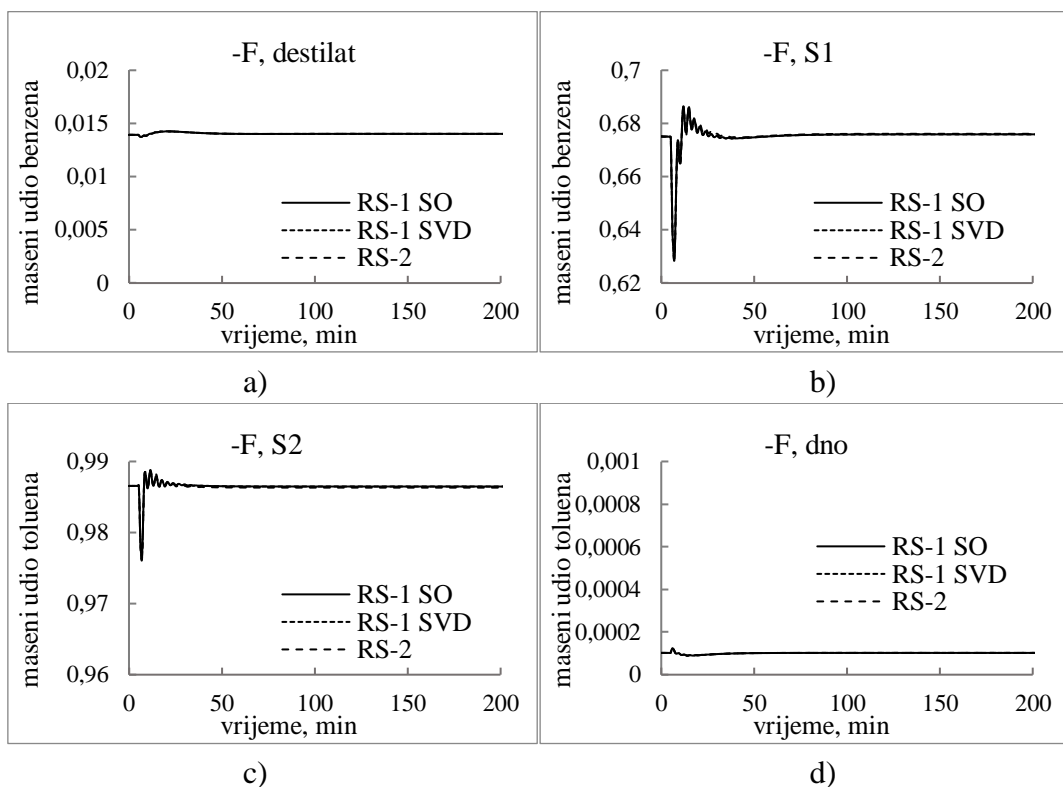 -F, destilat
maseni udio benzena
0,02
0,015
0,01
0,005
0
RS-1 SO
RS-1 SVD
RS-2
0 50 100 150 200
vrijeme, min
a)
-F, S1
maseni udio benzena
0,7
0,68
0,66
0,64
0,62
RS-1 SO
RS-1 SVD
RS-2
0 50 100 150 200
vrijeme, min
b)
-F, S2
maseni udio toluena
0,99
0,98
0,97
0,96
RS-1 SO
RS-1 SVD
RS-2
0 50 100 150 200
vrijeme, min
c)
-F, dno
maseni udio toluena
0,001
0,0008
0,0006
0,0004
0,0002
0
RS-1 SO
RS-1 SVD
RS-2
0 50 100 150 200
vrijeme, min
d)